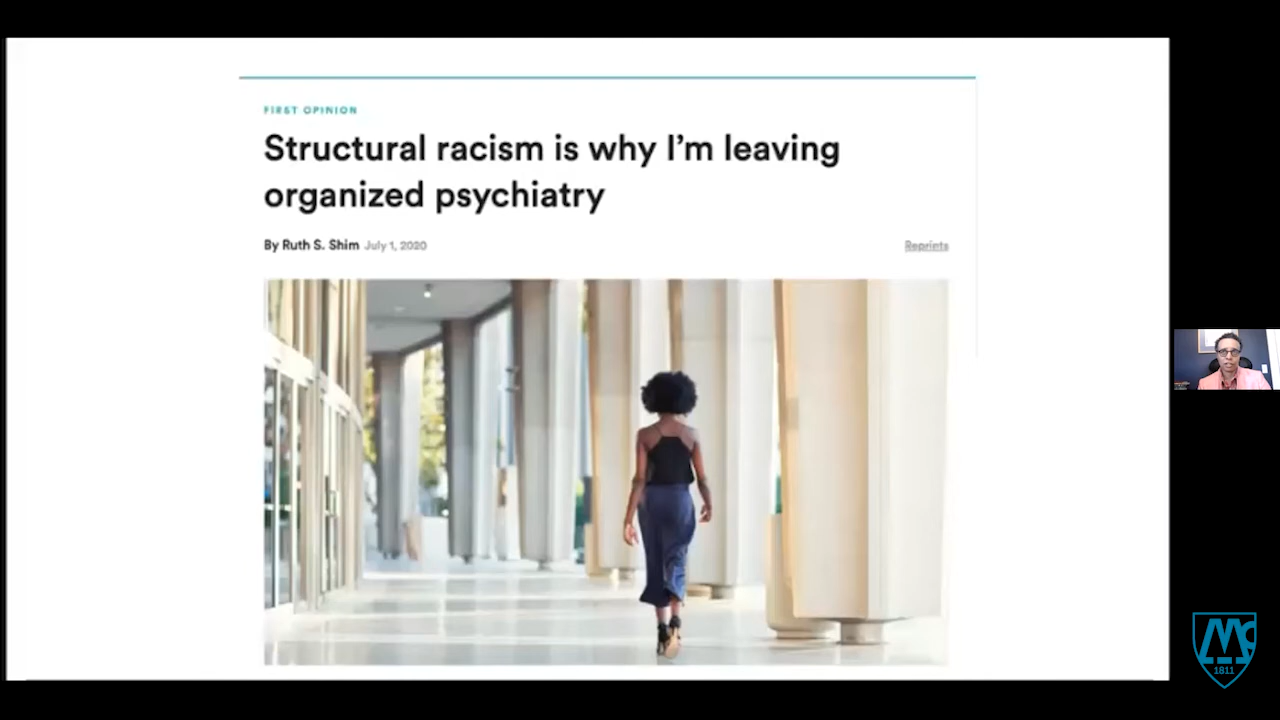 FIRST OPINION
Structural racism is why I'm leaving
organized psychiatry
By Ruth S. Shim July 1, 2020
Reprints
1811